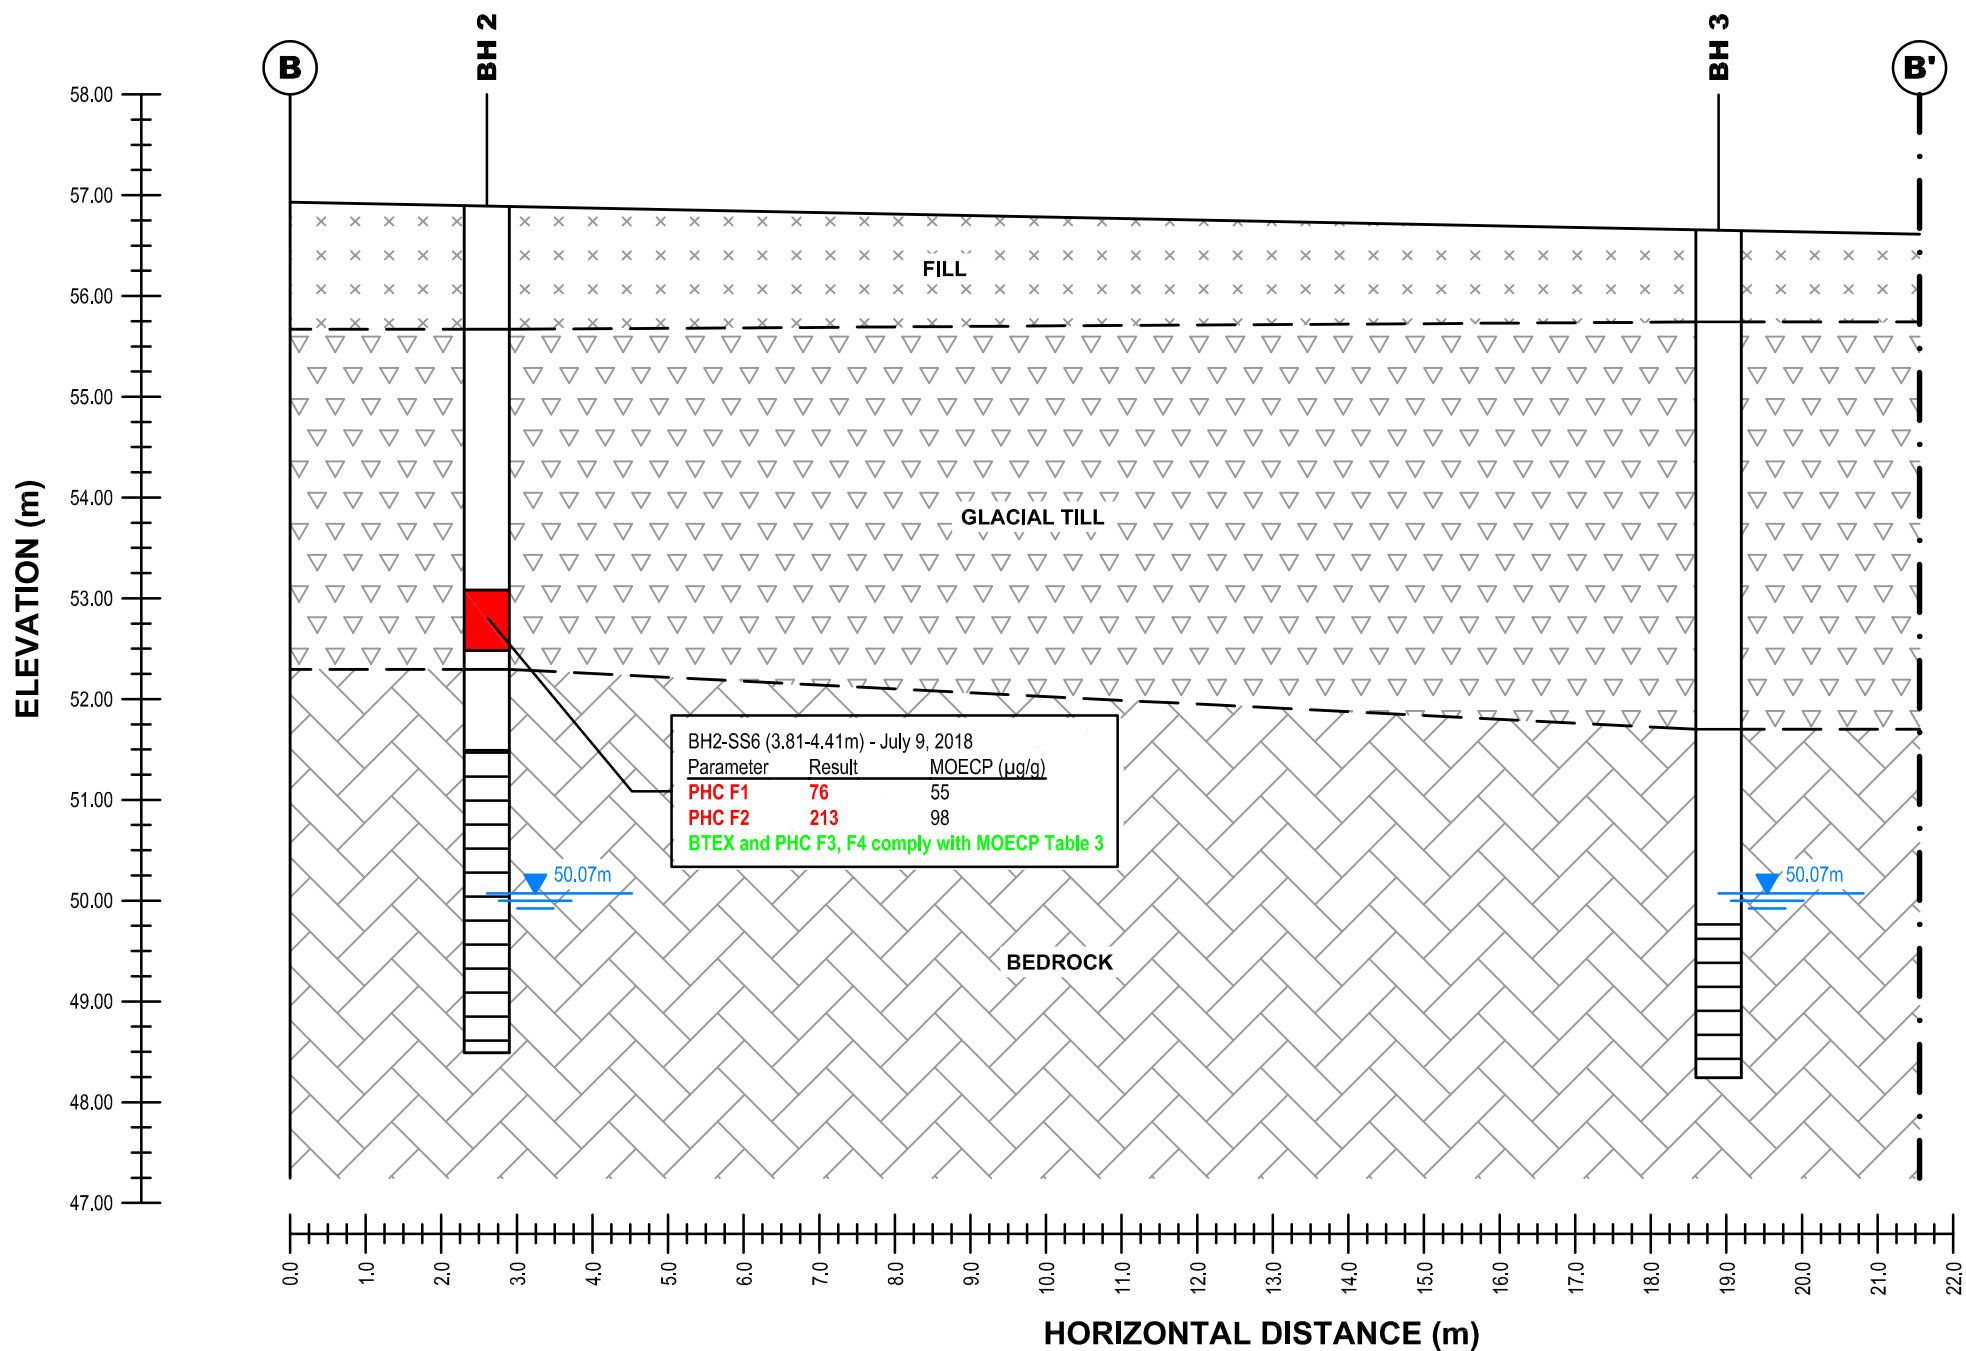 B
BH 2
BH 3
B'
58.00
57.00
56.00
55.00
54.00
53.00
52.00
51.00
50.00
49.00
48.00
47.00
ELEVATION (m)
FILL
GLACIAL TILL
BH2-SS6 (3.81-4.41m) - July 9, 2018
Parameter Result MOECP (µg/g)
PHC F1 76 55
PHC F2 213 98
BTEX and PHC F3, F4 comply with MOECP Table 3
50.07m
50.07m
BEDROCK
0.0 1.0 2.0 3.0 4.0 5.0 6.0 7.0 8.0 9.0 10.0 11.0 12.0 13.0 14.0 15.0 16.0 17.0 18.0 19.0 20.0 21.0 22.0
HORIZONTAL DISTANCE (m)